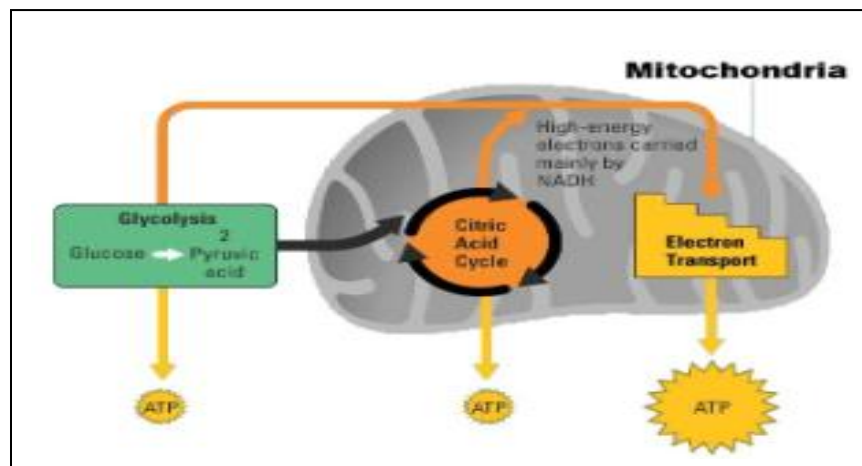 Mitochondria
High-energy
electrons carried
mainly by
NADH
Glycolysis
2
Glucose Pyruvic
acid
Citric
Acid
Cycle
Electron
Transport
ATP
ATP
ATP